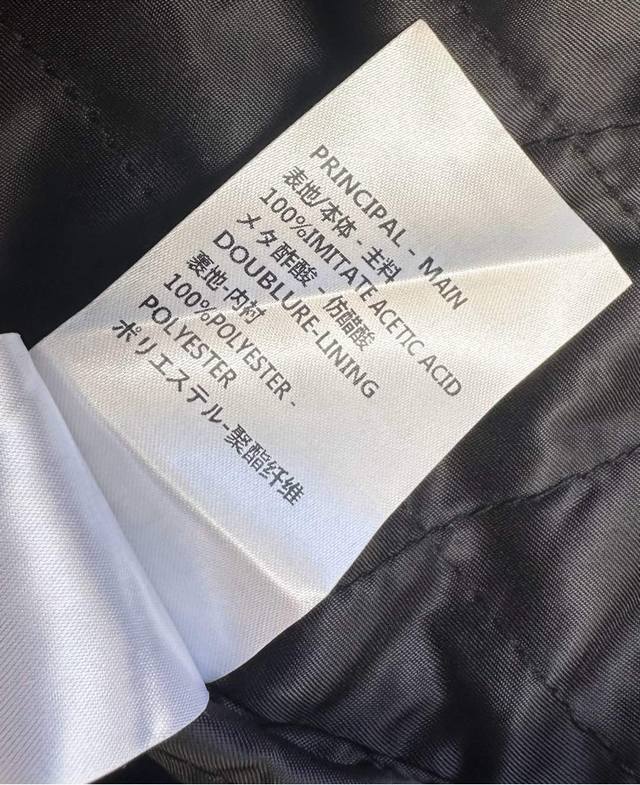 PRINCIPAL - MAIN
表地/本体 - 主料
100%IMITATE ACETIC ACID
メタ酢酸 - 仿醋酸
DOUBLURE-LINING
裏地-内衬
100%POLYESTER -
POLYESTER
ポリエステル-聚酯纤维